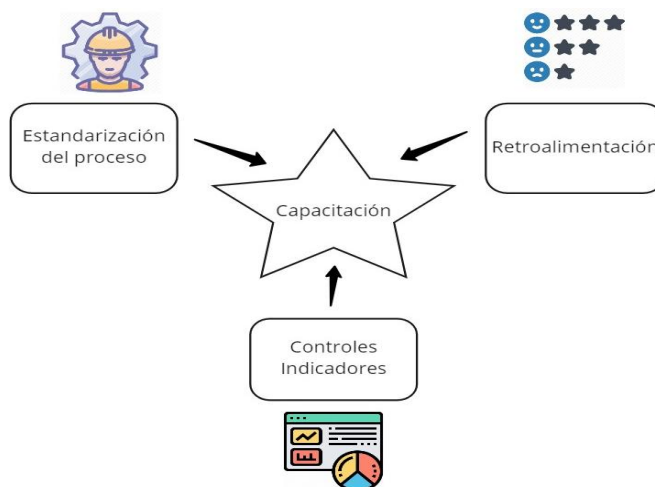 Estandarización
del proceso
Retroalimentación
Capacitación
Controles
Indicadores